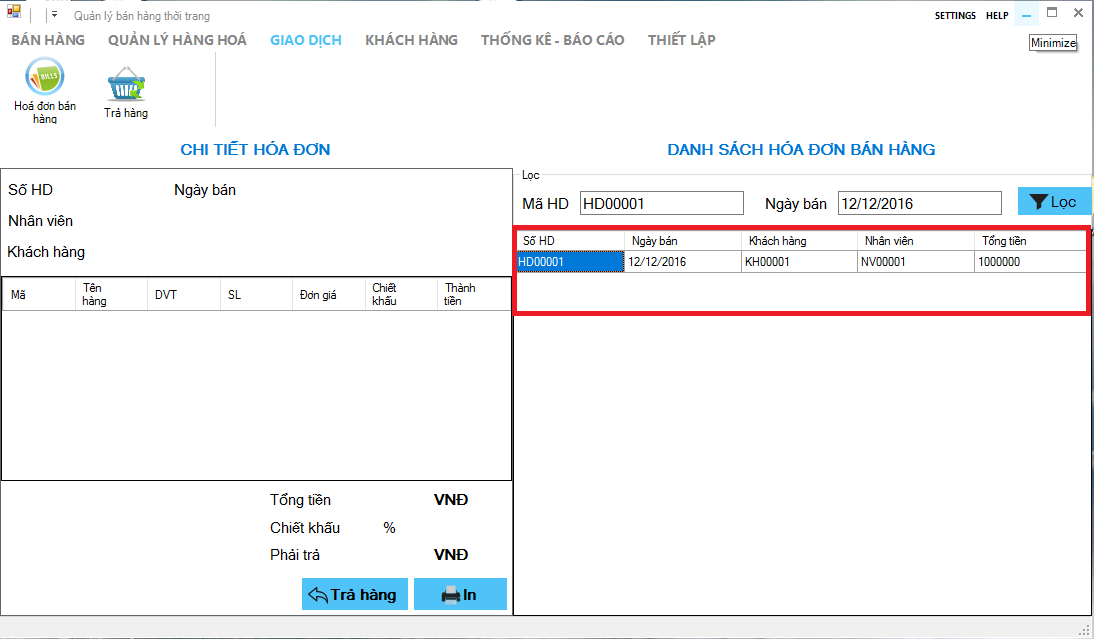 Quản lý bán hàng thời trang
SETTINGS HELP
BÁN HÀNG QUẢN LÝ HÀNG HOÁ GIAO DỊCH KHÁCH HÀNG THỐNG KÊ - BÁO CÁO THIẾT LẬP
Minimize
BILLS
Hoá đơn bán
hàng
Trả hàng
CHI TIẾT HÓA ĐƠN
Số HD Ngày bán
Nhân viên
Khách hàng
Mã Tên hàng DVT SL Đơn giá Chiết khấu Thành tiền
Tổng tiền VNĐ
Chiết khấu %
Phải trả VNĐ
Trả hàng In
DANH SÁCH HÓA ĐƠN BÁN HÀNG
Lọc
Mã HD HD00001 Ngày bán 12/12/2016 Lọc
Số HD Ngày bán Khách hàng Nhân viên Tổng tiền
HD00001 12/12/2016 KH00001 NV00001 1000000